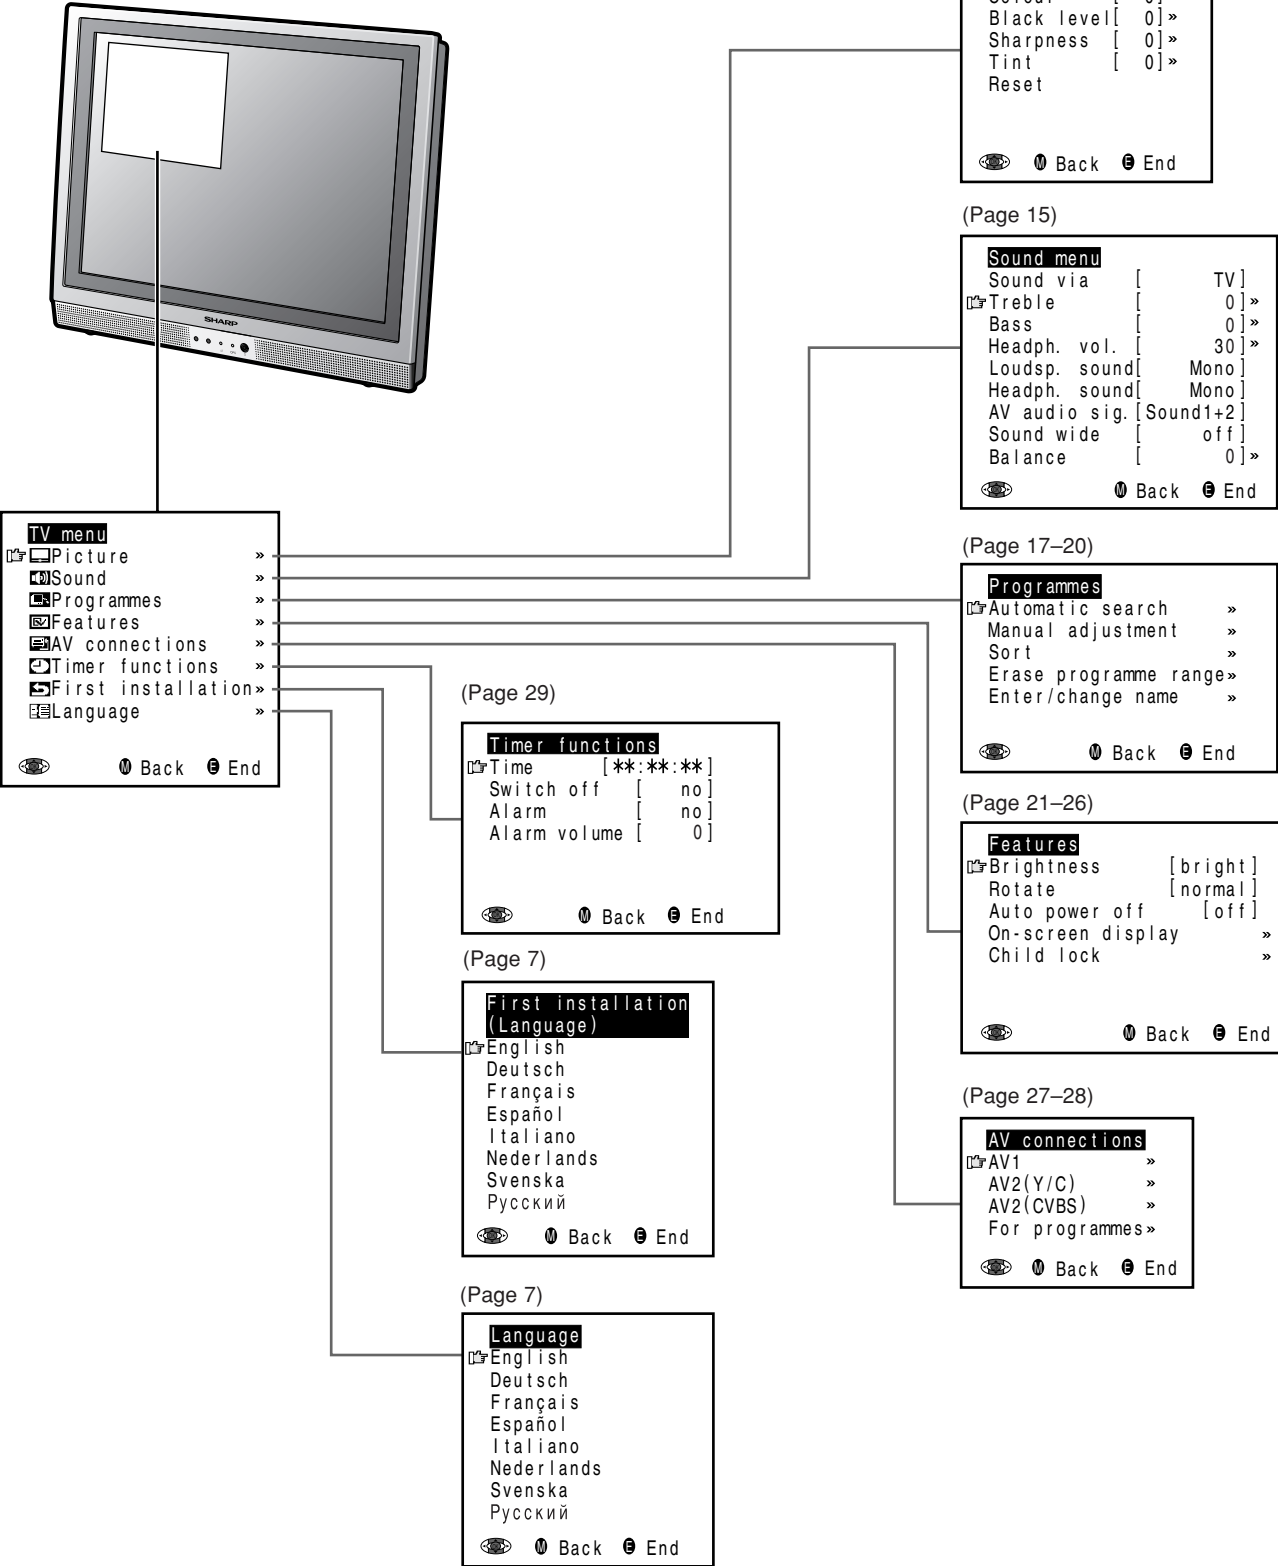 SHARP
TV menu
Picture »
Sound »
Programmes »
Features »
AV connections »
Timer functions »
First installation»
Language »
M Back E End
(Page 29)
Timer functions
Time [**:**:**]
Switch off [ no]
Alarm [ no]
Alarm volume [ 0]
M Back E End
(Page 7)
First installation
(Language)
English
Deutsch
Français
Español
Italiano
Nederlands
Svenska
Русский
M Back E End
(Page 7)
Language
English
Deutsch
Français
Español
Italiano
Nederlands
Svenska
Русский
M Back E End
Black level[ 0]»
Sharpness [ 0]»
Tint [ 0]»
Reset
M Back E End
(Page 15)
Sound menu
Sound via [ TV]
Treble [ 0]»
Bass [ 0]»
Headph. vol. [ 30]»
Loudsp. sound[ Mono]
Headph. sound[ Mono]
AV audio sig.[Sound1+2]
Sound wide [ off]
Balance [ 0]»
M Back E End
(Page 17–20)
Programmes
Automatic search »
Manual adjustment »
Sort »
Erase programme range»
Enter/change name »
M Back E End
(Page 21–26)
Features
Brightness [bright]
Rotate [normal]
Auto power off [off]
On-screen display »
Child lock »
M Back E End
(Page 27–28)
AV connections
AV1 »
AV2(Y/C) »
AV2(CVBS) »
For programmes»
M Back E End